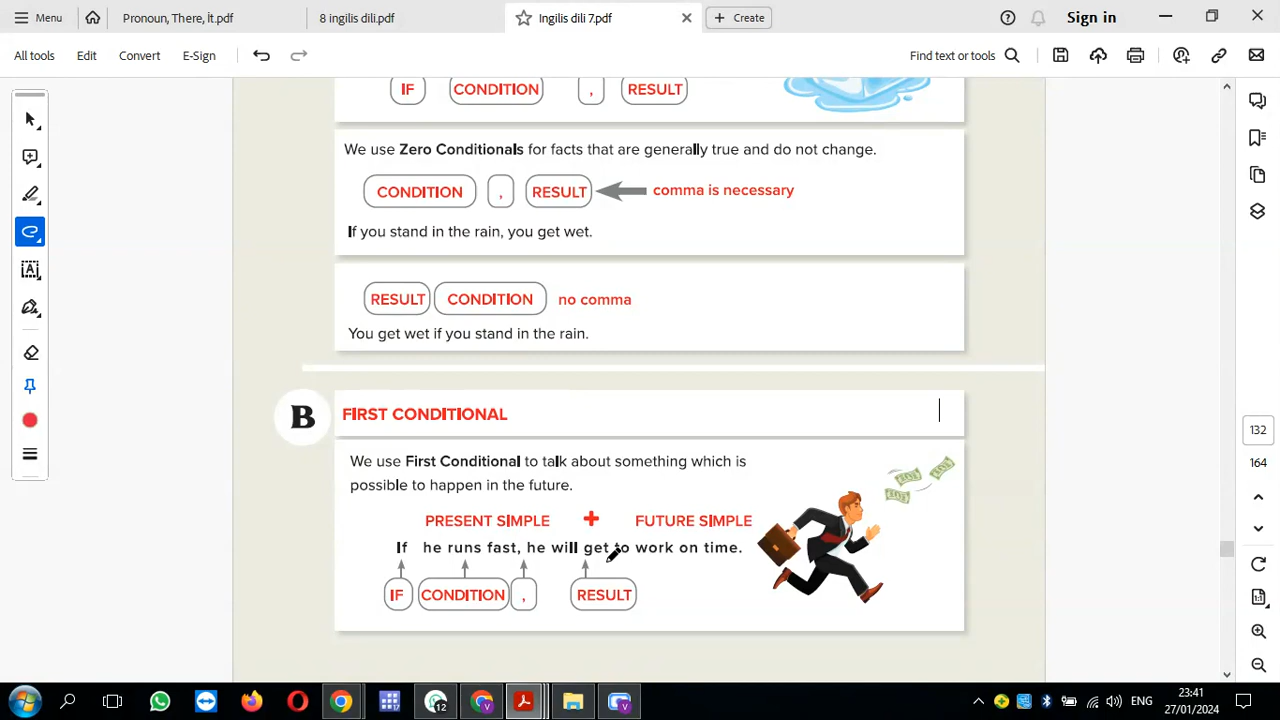 Menu
Pronoun, There, İt.pdf
8 ingilis dili.pdf
Ingilis dili 7.pdf
Create
Sign in
All tools
Edit
Convert
E-Sign
Find text or tools
IF CONDITION , RESULT
We use Zero Conditionals for facts that are generally true and do not change.
CONDITION , RESULT comma is necessary
If you stand in the rain, you get wet.
RESULT CONDITION no comma
You get wet if you stand in the rain.
B FIRST CONDITIONAL
We use First Conditional to talk about something which is
possible to happen in the future.
PRESENT SİMPLE + FUTURE SIMPLE
If he runs fast, he will get to work on time.
IF CONDITION , RESULT
132
164
12
ENG
23:41
27/01/2024